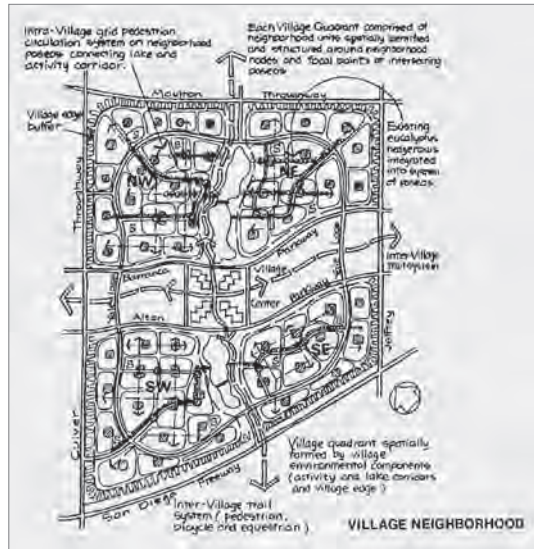 Intra-Village grid pedestrian
circulation system on neighborhood
paseos connecting lake and
activity corridor.
Each Village Quadrant comprised of
neighborhood units spatially identified
and structured around neighborhood
nodes and focal points of intersecting
paseos
Moulton
Throughway
Village edge
buffer
Existing
eucalyptus
hedgerows
integrated
into system
of paseos.
Throughway
NW
NE
Parkway
Barranca
Village
Inter-Village
Center
Parkway
Alton
Jeffrey
SW
SE
Culver
San Diego
Freeway
Village quadrant spatially
formed by village
environmental components
(activity and lake corridors
and village edge)
Inter-Village trail
System (pedestrian,
bicycle and equestrian).
VILLAGE NEIGHBORHOOD